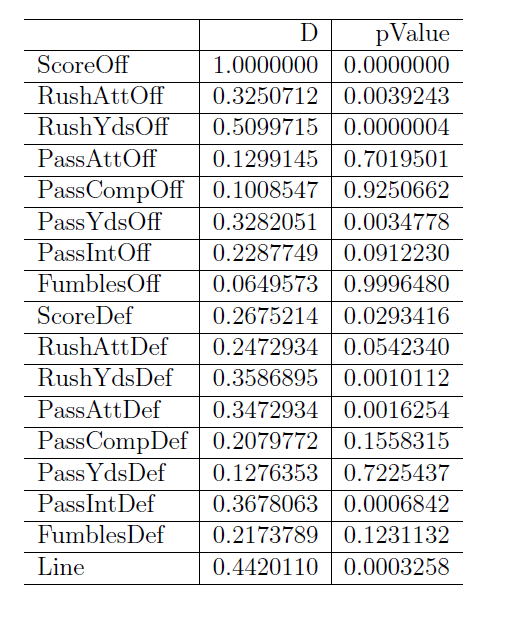 D pValue
ScoreOff 1.0000000 0.0000000
RushAttOff 0.3250712 0.0039243
RushYdsOff 0.5099715 0.0000004
PassAttOff 0.1299145 0.7019501
PassCompOff 0.1008547 0.9250662
PassYdsOff 0.3282051 0.0034778
PassIntOff 0.2287749 0.0912230
FumblesOff 0.0649573 0.9996480
ScoreDef 0.2675214 0.0293416
RushAttDef 0.2472934 0.0542340
RushYdsDef 0.3586895 0.0010112
PassAttDef 0.3472934 0.0016254
PassCompDef 0.2079772 0.1558315
PassYdsDef 0.1276353 0.7225437
PassIntDef 0.3678063 0.0006842
FumblesDef 0.2173789 0.1231132
Line 0.4420110 0.0003258